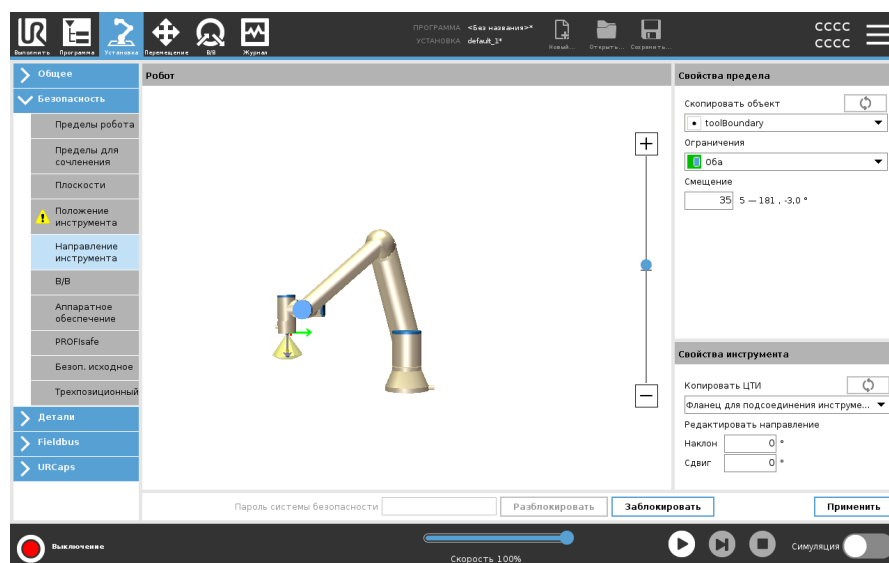 Выполнить Программа Установка Перемещение В/В Журнал
ПРОГРАММА <Без названия>*
УСТАНОВКА default_1*
Новый... Открыть... Сохранить...
CCCC
CCCC
Общее
Безопасность
Пределы робота
Пределы для
сочленения
Плоскости
Положение
инструмента
Направление
инструмента
В/В
Аппаратное
обеспечение
PROFIsafe
Безоп. исходное
Трехпозиционный
Детали
Fieldbus
URCaps
Робот
Свойства предела
Скопировать объект
toolBoundary
Ограничения
Оба
Смещение
35 5 — 181 , -3,0 °
Свойства инструмента
Копировать ЦТИ
Фланец для подсоединения инструме...
Редактировать направление
Наклон 0 °
Сдвиг 0 °
Пароль системы безопасности Разблокировать Заблокировать Применить
Выключение
Скорость 100%
Симуляция